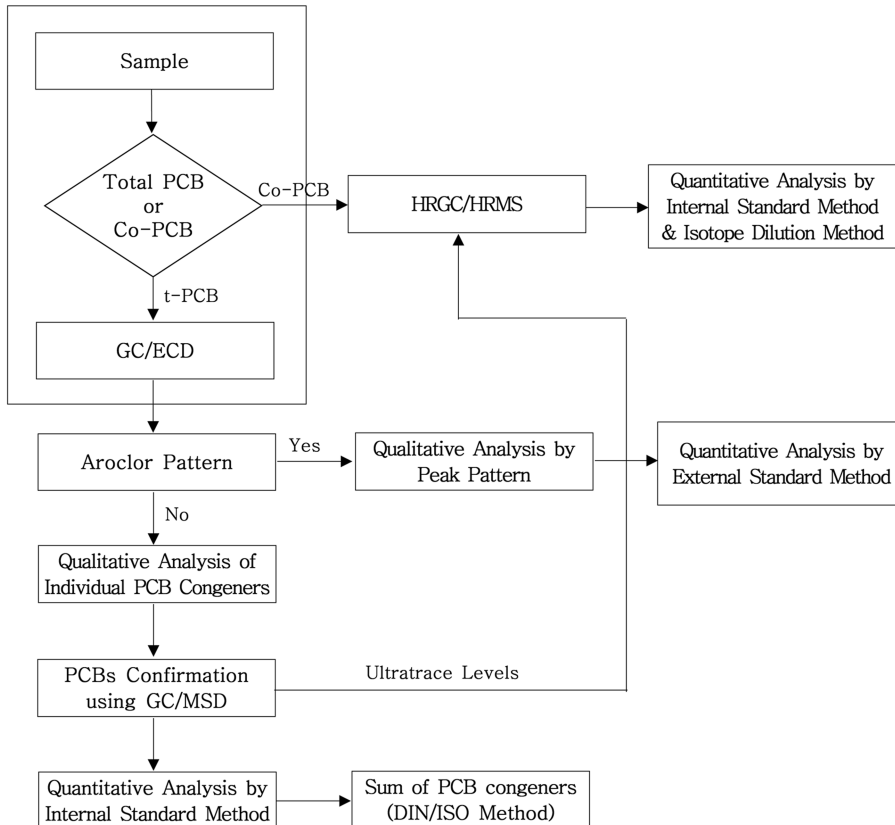 Sample
Total PCB
or
Co-PCB
Co-PCB
HRGC/HRMS
Quantitative Analysis by
Internal Standard Method
& Isotope Dilution Method
t-PCB
GC/ECD
Aroclor Pattern
Yes
Qualitative Analysis by
Peak Pattern
Quantitative Analysis by
External Standard Method
No
Qualitative Analysis of
Individual PCB Congeners
PCBs Confirmation
using GC/MSD
Ultratrace Levels
Quantitative Analysis by
Internal Standard Method
Sum of PCB congeners
(DIN/ISO Method)